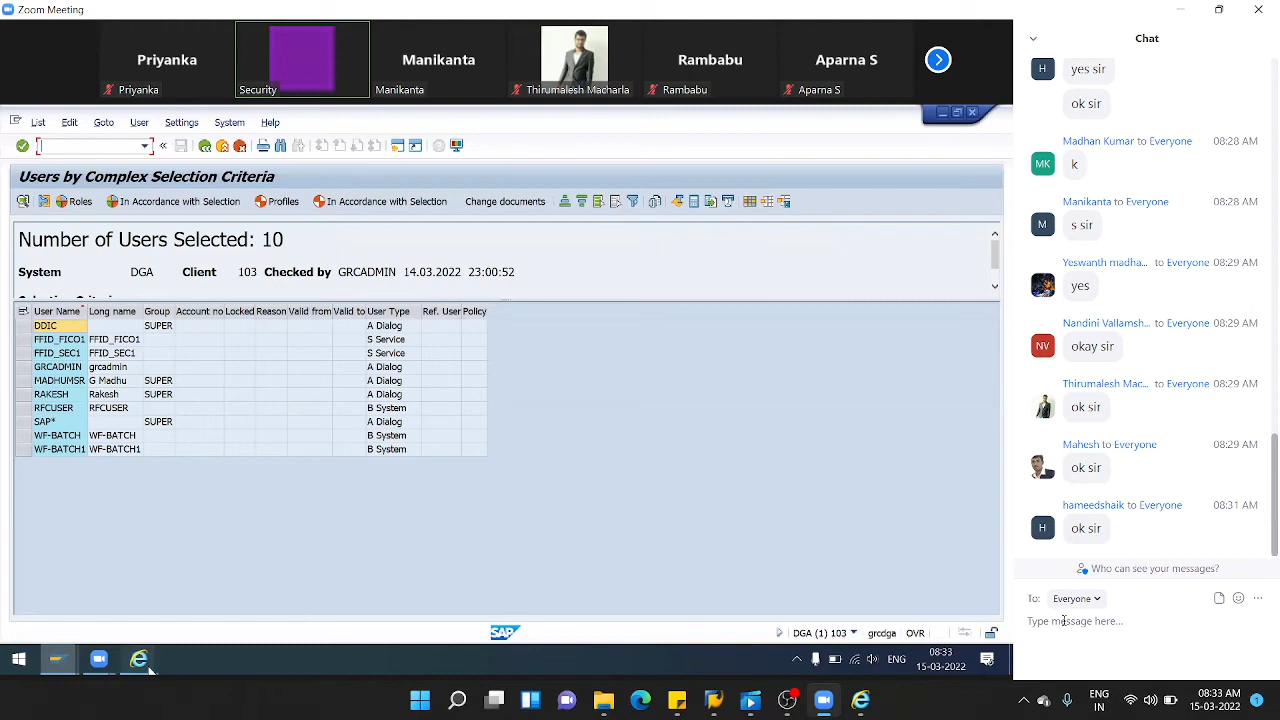 Zoom Meeting
Priyanka
Manikanta
Rambabu
Aparna S
Priyanka
Security
Manikanta
Thirumalesh Macharla
Rambabu
Aparna S
List Edit Goto User Settings System Help
Users by Complex Selection Criteria
Roles In Accordance with Selection Profiles In Accordance with Selection Change documents
Number of Users Selected: 10
System DGA Client 103 Checked by GRCADMIN 14.03.2022 23:00:52
User Name Long name Group Account no Locked Reason Valid from Valid to User Type Ref. User Policy
DDIC SUPER A Dialog
FFID_FICO1 FFID_FICO1 S Service
FFID_SEC1 FFID_SEC1 S Service
GRCADMIN grcadmin A Dialog
MADHUMSR G Madhu SUPER A Dialog
RAKESH Rakesh SUPER A Dialog
RFCUSER RFCUSER B System
SAP* SUPER A Dialog
WF-BATCH WF-BATCH B System
WF-BATCH1 WF-BATCH1 B System
SAP
DGA (1) 103 grcdga OVR
ENG
08:33
15-03-2022
Chat
H
yes sir
ok sir
Madhan Kumar to Everyone 08:28 AM
MK
k
Manikanta to Everyone 08:28 AM
M
s sir
Yeswanth madha... to Everyone 08:29 AM
yes
Nandini Vallamsh... to Everyone 08:29 AM
NV
okay sir
Thirumalesh Mac... to Everyone 08:29 AM
ok sir
Mahesh to Everyone 08:29 AM
ok sir
hameedshaik to Everyone 08:31 AM
H
ok sir
Who can see your messages?
To: Everyone
Type message here...
ENG
IN
08:33 AM
15-03-2022
1